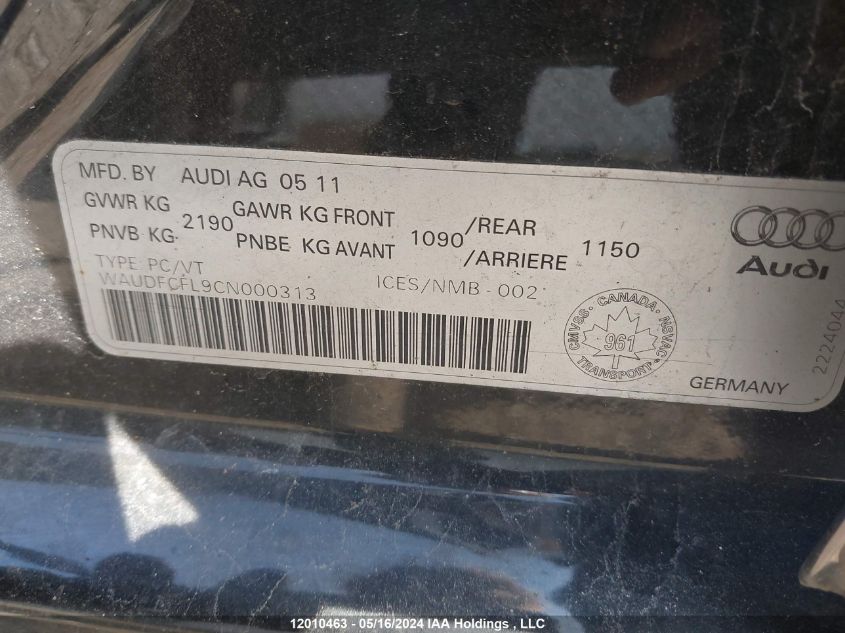 MFD. BY AUDI AG 05 11
GVWR KG 2190 GAWR KG FRONT 1090 /REAR 1150
PNVB KG PNBE KG AVANT /ARRIERE
TYPE PC/VT
WAUDFCFL9CN000313 ICES/NMB - 002
Audi
CMVSS · CANADA · NSVAC
961
TRANSPORT
GERMANY
2224044
12010463 - 05/16/2024 IAA Holdings , LLC